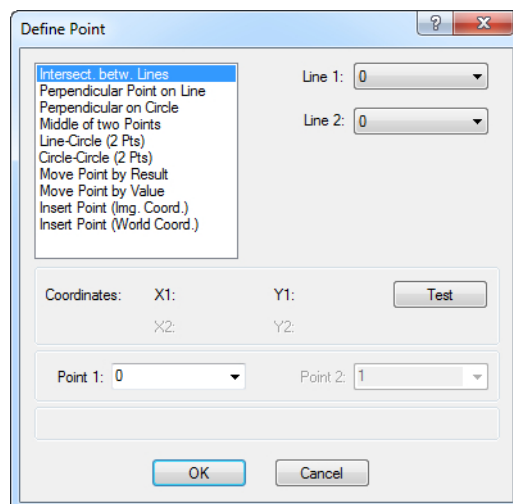 Define Point
?
Intersect. betw. Lines
Perpendicular Point on Line
Perpendicular on Circle
Middle of two Points
Line-Circle (2 Pts)
Circle-Circle (2 Pts)
Move Point by Result
Move Point by Value
Insert Point (Img. Coord.)
Insert Point (World Coord.)
Line 1: 0
Line 2: 0
Coordinates: X1: Y1: Test
X2: Y2:
Point 1: 0 Point 2: 1
OK Cancel